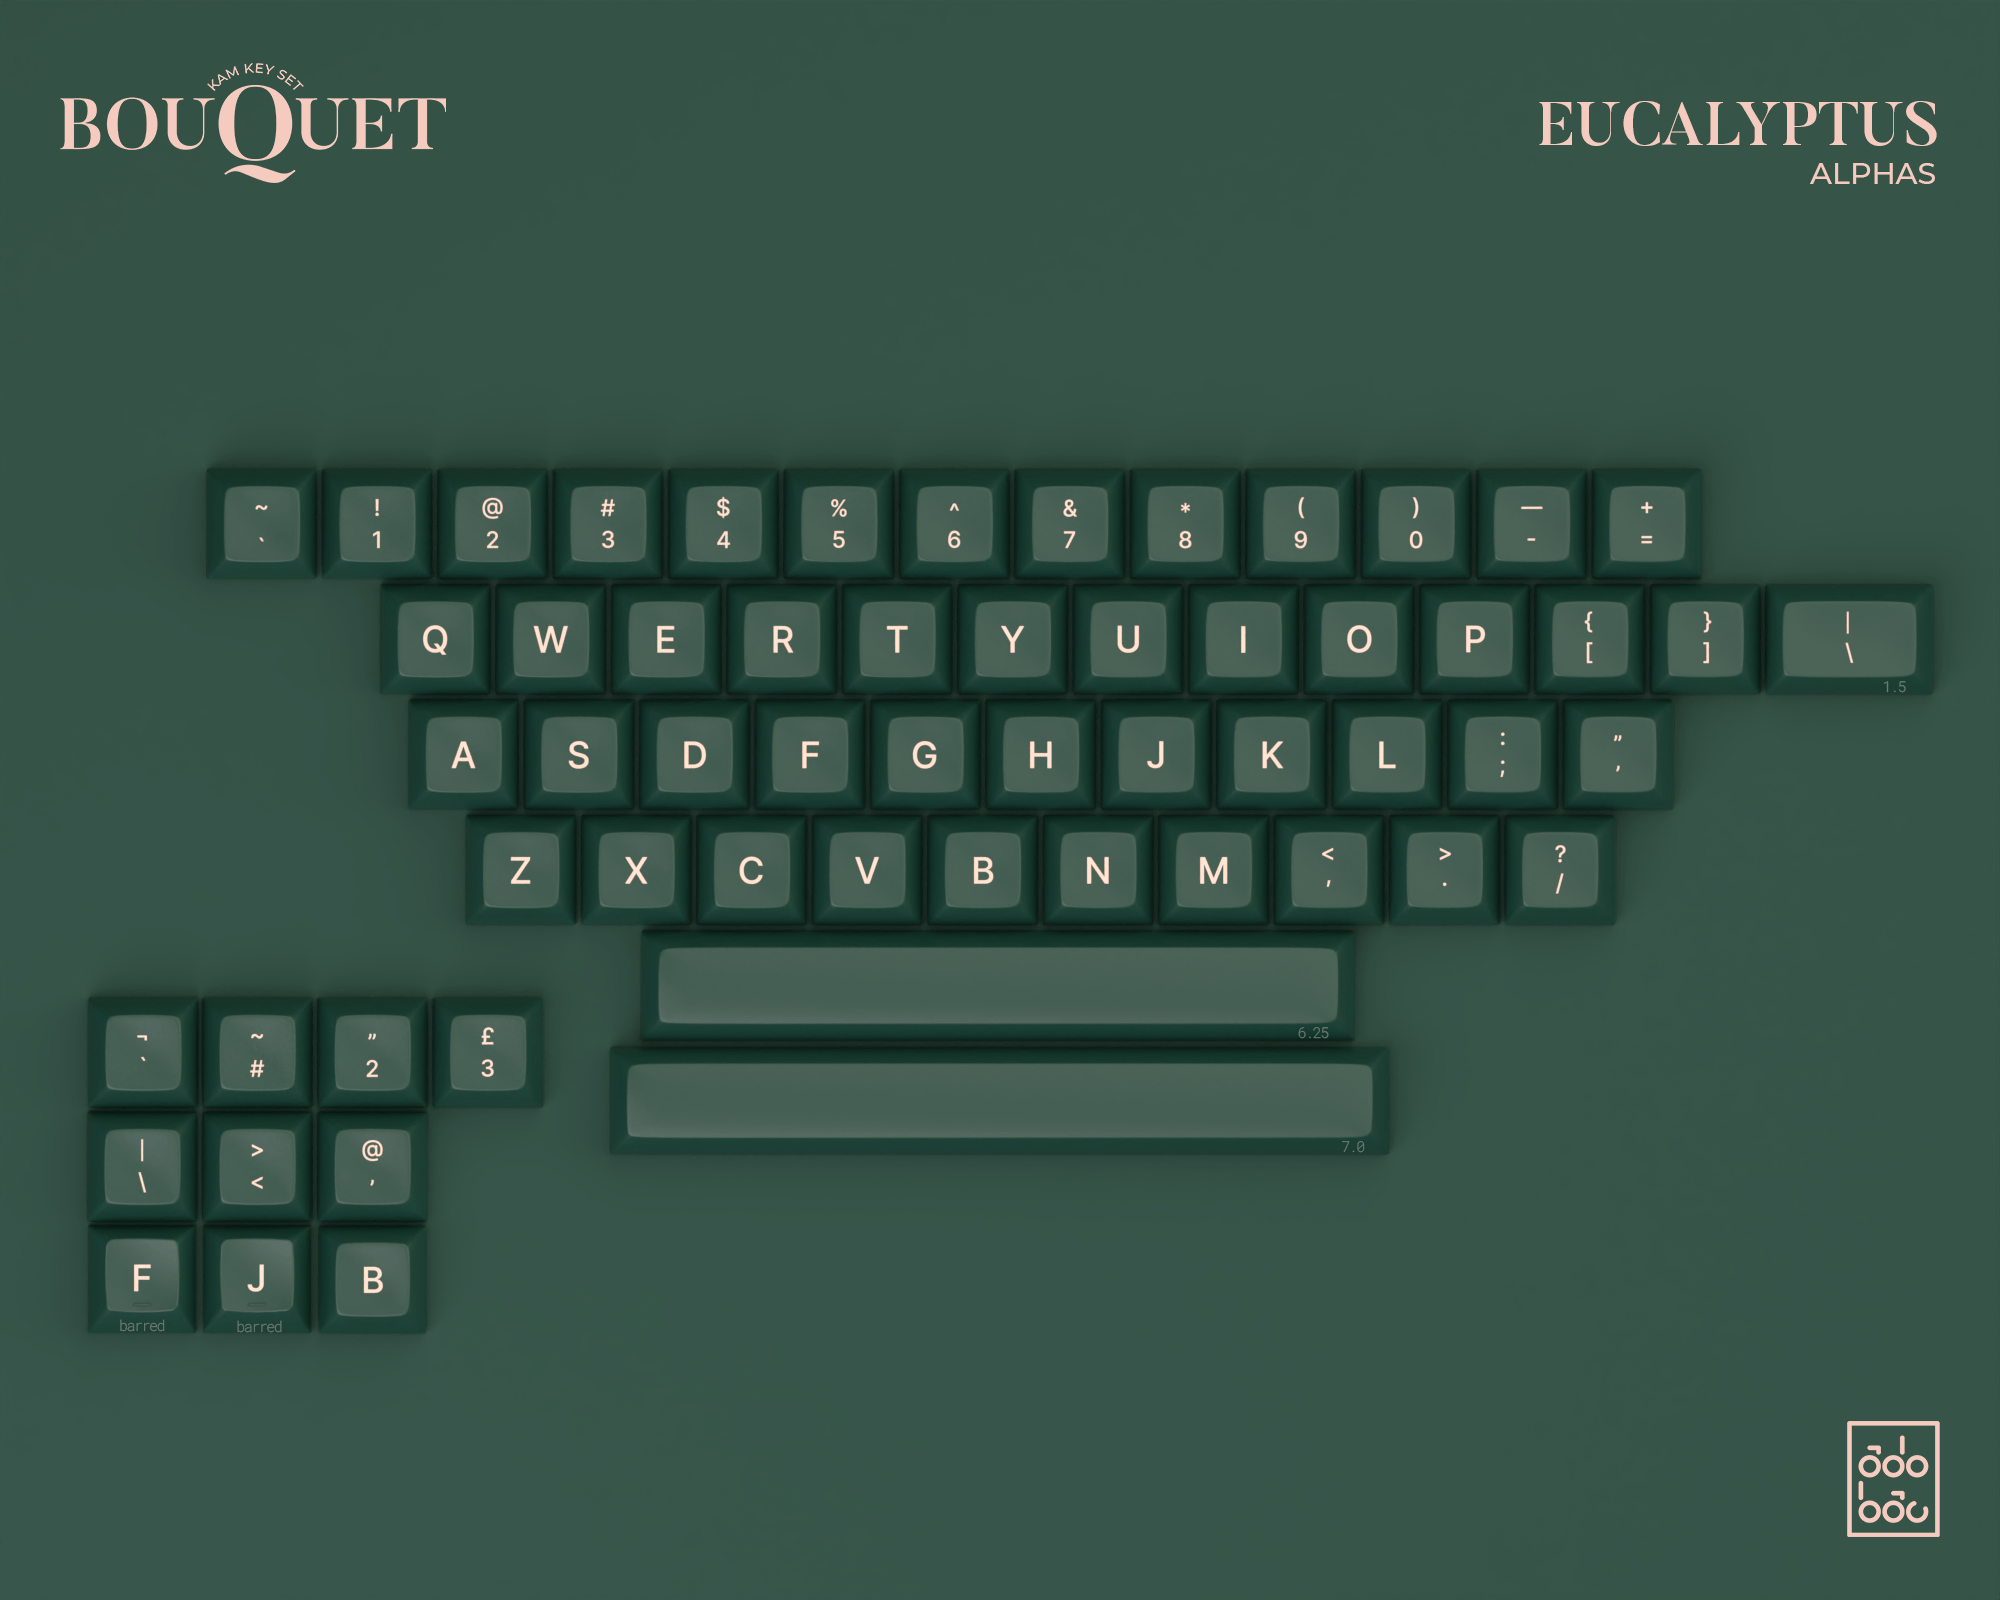 KAM KEY SET
BOUQUET
EUCALYPTUS
ALPHAS
~ ! @ # $ % ^ & * ( ) — +
` 1 2 3 4 5 6 7 8 9 0 - =
Q W E R T Y U I O P { } |
[ ] \
1.5
A S D F G H J K L : "
; '
Z X C V B N M < > ?
, . /
6.25
7.0
¬ ~ " £
` # 2 3
| > @
\ < '
F J B
barred barred